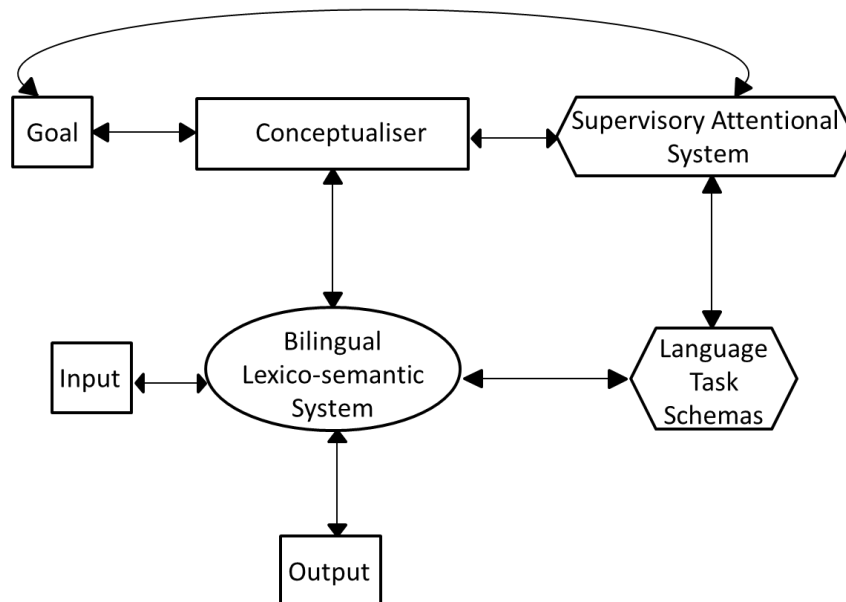 Goal
Conceptualiser
Supervisory Attentional
System
Input
Bilingual
Lexico-semantic
System
Language
Task
Schemas
Output